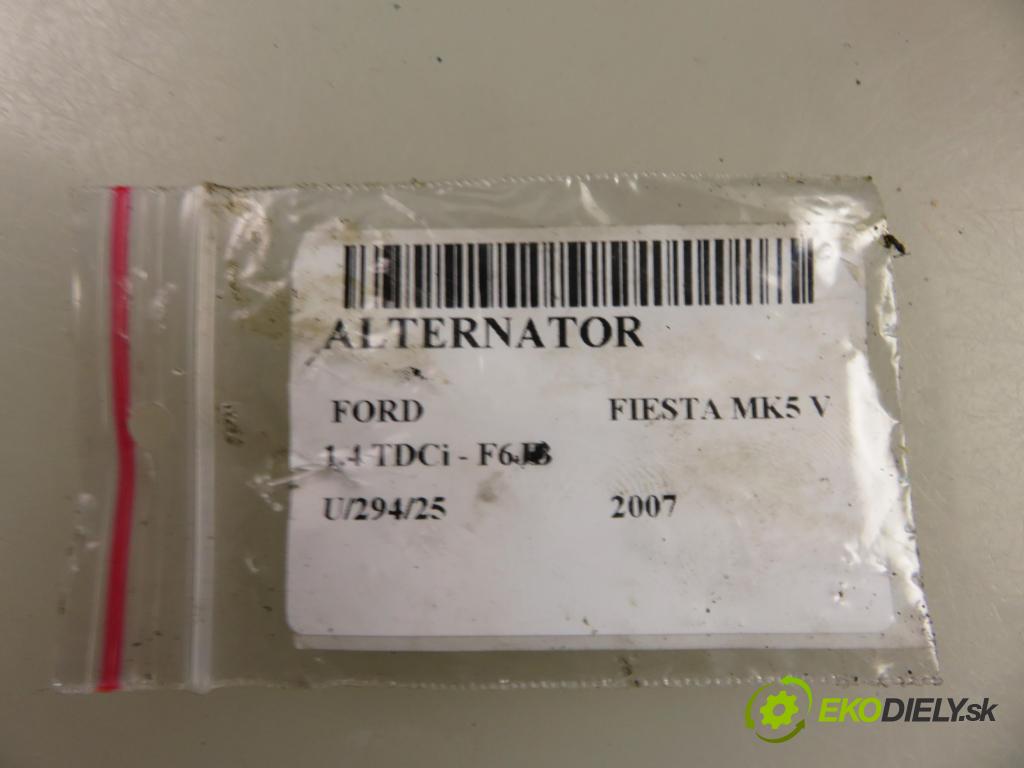 ALTERNATOR
FORD FIESTA MK5 V
1.4 TDCi - F6JB
U/294/25 2007
EKODIELY.sk